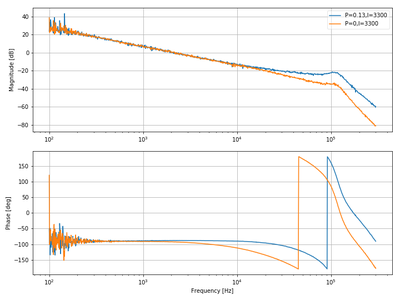 P=0.13,I=3300
P=0,I=3300
Magnitude [dB]
40
20
0
−20
−40
−60
−80
10² 10³ 10⁴ 10⁵
Phase [deg]
150
100
50
0
−50
−100
−150
10² 10³ 10⁴ 10⁵
Frequency [Hz]